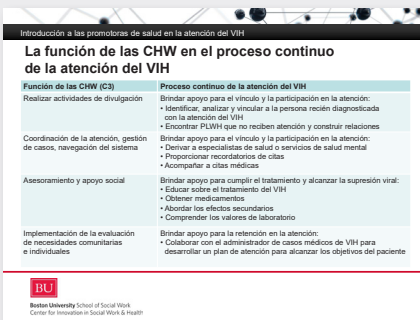 Introducción a las promotoras de salud en la atención del VIH
La función de las CHW en el proceso continuo
de la atención del VIH
Función de las CHW (C3)
Proceso continuo de la atención del VIH
Realizar actividades de divulgación
Brindar apoyo para el vínculo y la participación en la atención:
• Identificar, analizar y vincular a la persona recién diagnosticada
con la atención del VIH
• Encontrar PLWH que no reciben atención y construir relaciones
Coordinación de la atención, gestión
de casos, navegación del sistema
Brindar apoyo para el vínculo y la participación en la atención:
• Derivar a especialistas de salud o servicios de salud mental
• Proporcionar recordatorios de citas
• Acompañar a citas médicas
Asesoramiento y apoyo social
Brindar apoyo para cumplir el tratamiento y alcanzar la supresión viral:
• Educar sobre el tratamiento del VIH
• Obtener medicamentos
• Abordar los efectos secundarios
• Comprender los valores de laboratorio
Implementación de la evaluación
de necesidades comunitarias
e individuales
Brindar apoyo para la retención en la atención:
• Colaborar con el administrador de casos médicos de VIH para
desarrollar un plan de atención para alcanzar los objetivos del paciente
BU
Boston University School of Social Work
Center for Innovation in Social Work & Health